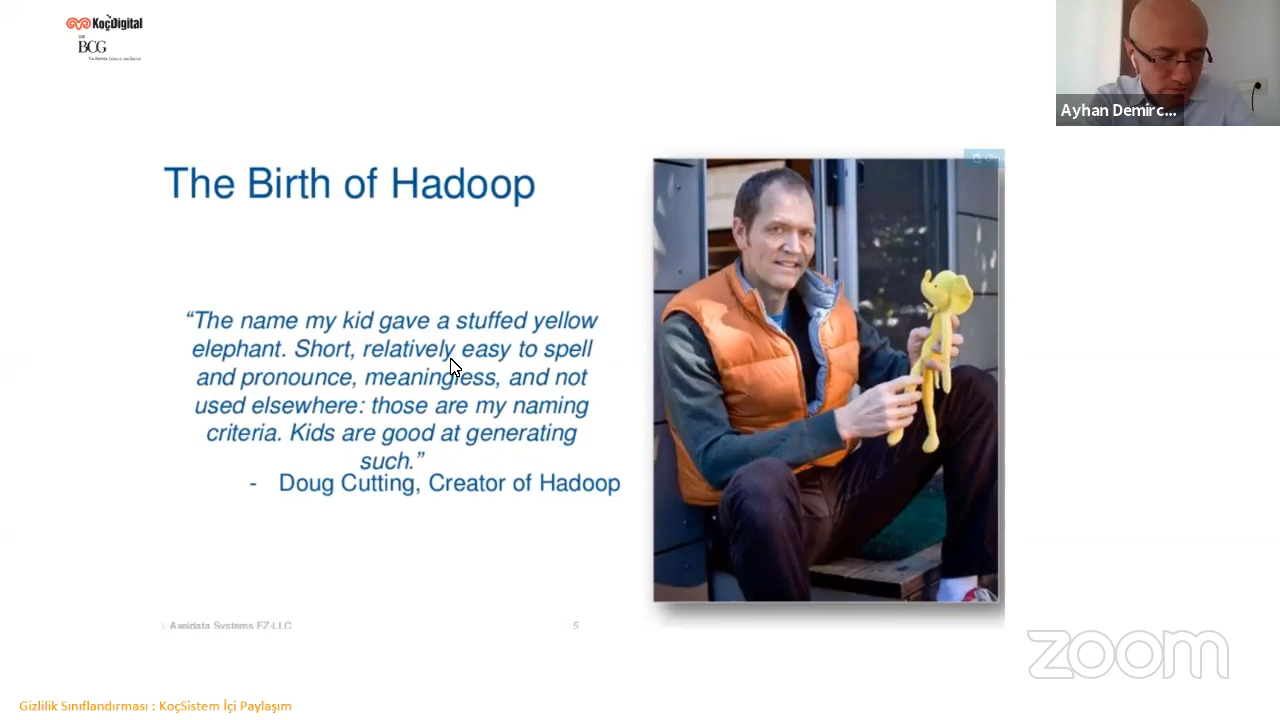 KoçDigital
BCG
Ayhan Demirc...
The Birth of Hadoop
“The name my kid gave a stuffed yellow
elephant. Short, relatively easy to spell
and pronounce, meaningless, and not
used elsewhere: those are my naming
criteria. Kids are good at generating
such.”
- Doug Cutting, Creator of Hadoop
Axeldata Systems FZ-LLC
5
zoom
Gizlilik Sınıflandırması : KoçSistem İçi Paylaşım